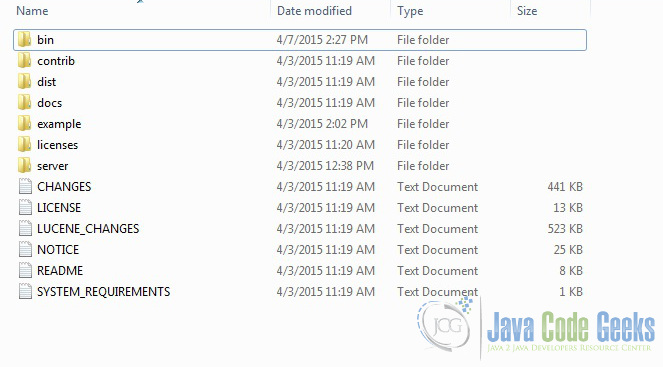 Name Date modified Type Size
bin 4/7/2015 2:27 PM File folder
contrib 4/3/2015 11:19 AM File folder
dist 4/3/2015 11:19 AM File folder
docs 4/3/2015 11:19 AM File folder
example 4/3/2015 2:02 PM File folder
licenses 4/3/2015 11:20 AM File folder
server 4/3/2015 12:38 PM File folder
CHANGES 4/3/2015 11:19 AM Text Document 441 KB
LICENSE 4/3/2015 11:19 AM Text Document 13 KB
LUCENE_CHANGES 4/3/2015 11:19 AM Text Document 523 KB
NOTICE 4/3/2015 11:19 AM Text Document 25 KB
README 4/3/2015 11:19 AM Text Document 8 KB
SYSTEM_REQUIREMENTS 4/3/2015 11:19 AM Text Document 1 KB
JCG Java Code Geeks
JAVA 2 JAVA DEVELOPERS RESOURCE CENTER